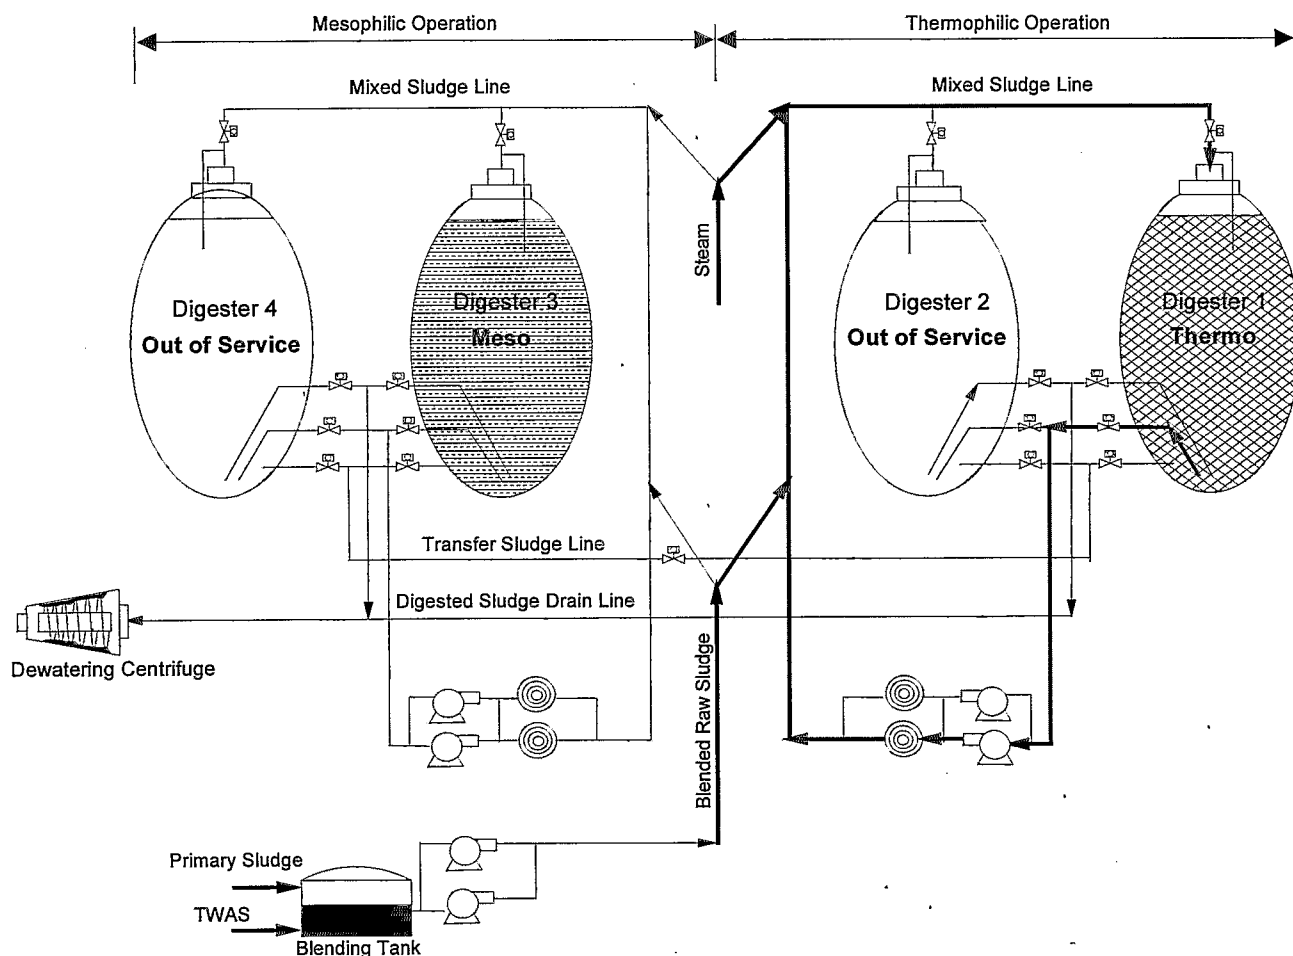 Mesophilic Operation
Thermophilic Operation
Mixed Sludge Line
Mixed Sludge Line
Steam
Digester 4
Out of Service
Digester 3
Meso
Digester 2
Out of Service
Digester 1
Thermo
Transfer Sludge Line
Digested Sludge Drain Line
Dewatering Centrifuge
Blended Raw Sludge
Primary Sludge
TWAS
Blending Tank